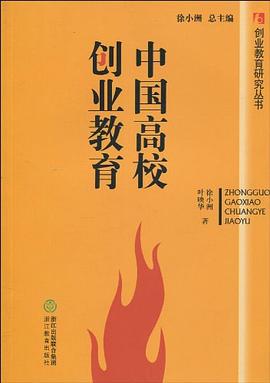 徐小洲 总主编
创业教育研究丛书
中国高校
创业教育
徐小洲
叶映华 著
ZHONGGUO
GAOXIAO
CHUANGYE
JIAOYU
浙江出版联合集团
浙江教育出版社